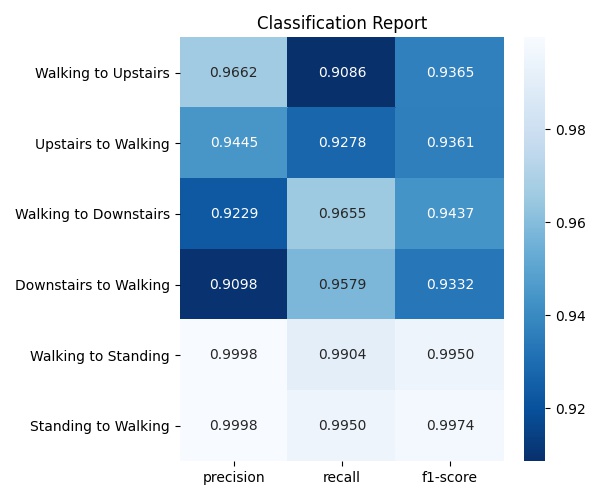 Classification Report
Walking to Upstairs 0.9662 0.9086 0.9365
Upstairs to Walking 0.9445 0.9278 0.9361
Walking to Downstairs 0.9229 0.9655 0.9437
Downstairs to Walking 0.9098 0.9579 0.9332
Walking to Standing 0.9998 0.9904 0.9950
Standing to Walking 0.9998 0.9950 0.9974
precision recall f1-score
0.98
0.96
0.94
0.92